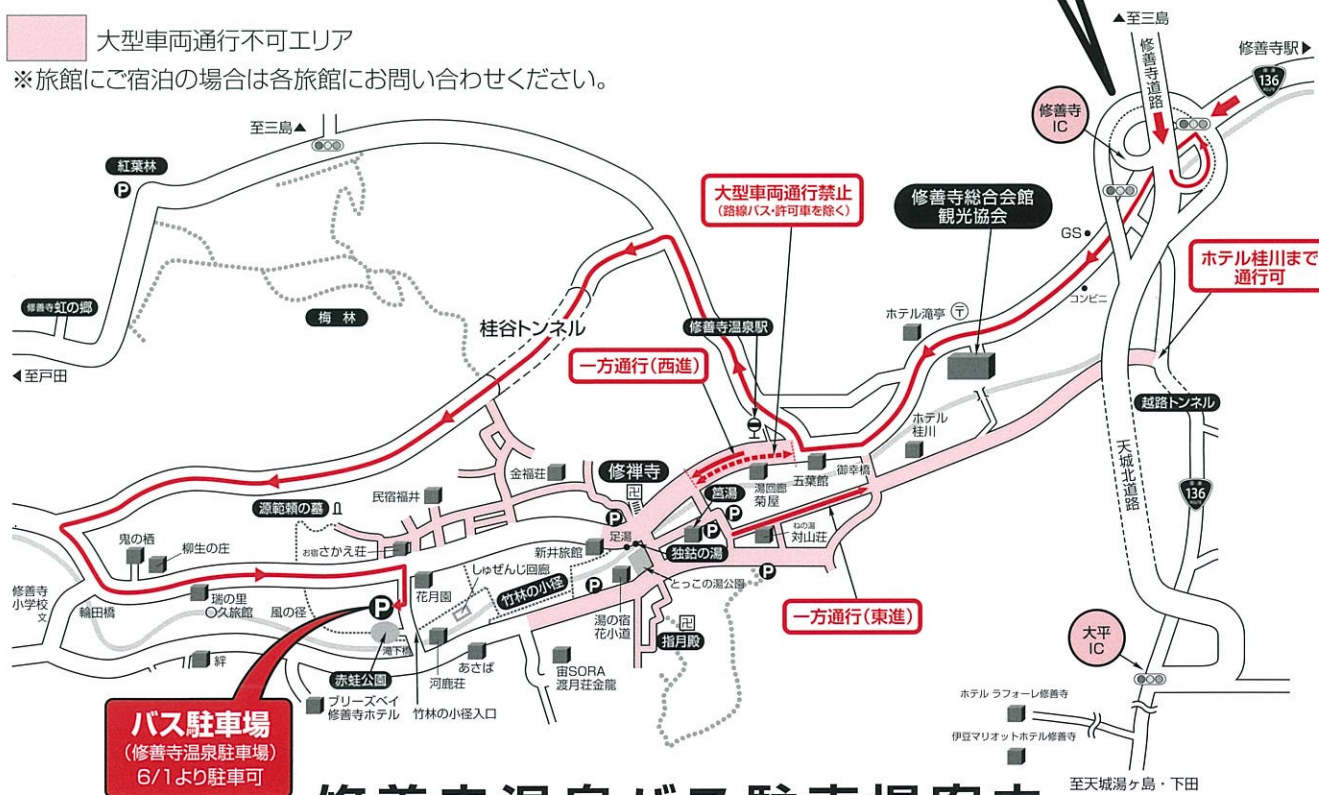 大型車両通行不可エリア
※旅館にご宿泊の場合は各旅館にお問い合わせください。
▲至三島
修善寺駅▶
修善寺道路
136
修善寺
IC
至三島▲
紅葉林
P
大型車両通行禁止
(路線バス・許可車を除く)
修善寺総合会館
観光協会
GS
ホテル桂川まで
通行可
コンビニ
修善寺虹の郷
梅林
桂谷トンネル
修善寺温泉駅
ホテル滝亭
〒
◀至戸田
一方通行(西進)
越路トンネル
ホテル
桂川
天城北道路
136
御幸橋
五葉館
湯回廊
菊屋
修禅寺
卍
筥湯
金福荘
民宿福井
源範頼の墓
P
P
P
ねの湯
対山荘
足湯
独鈷の湯
お宿さかえ荘
新井旅館
鬼の栖
柳生の庄
しゅぜんじ回廊
とっこの湯公園
P
P
竹林の小径
花月園
修善寺
小学校
文
輪田橋
瑞の里
〇久旅館
風の径
P
一方通行(東進)
湯の宿
花小道
卍
指月殿
滝下橋
大平
IC
絆
赤蛙公園
河鹿荘
あさば
宙SORA
渡月荘金龍
ブリーズベイ
修善寺ホテル
竹林の小径入口
ホテル ラフォーレ修善寺
伊豆マリオットホテル修善寺
バス駐車場
(修善寺温泉駐車場)
6/1より駐車可
至天城湯ヶ島・下田
修善寺温泉バス駐車場案内